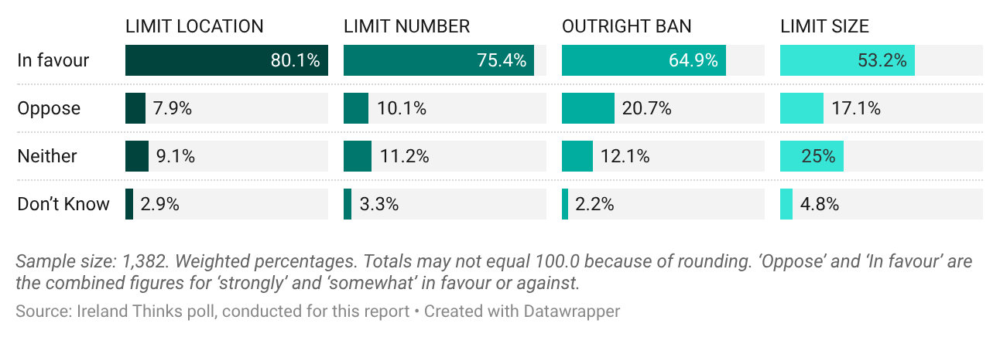 LIMIT LOCATION LIMIT NUMBER OUTRIGHT BAN LIMIT SIZE
In favour 80.1% 75.4% 64.9% 53.2%
Oppose 7.9% 10.1% 20.7% 17.1%
Neither 9.1% 11.2% 12.1% 25%
Don’t Know 2.9% 3.3% 2.2% 4.8%
Sample size: 1,382. Weighted percentages. Totals may not equal 100.0 because of rounding. ‘Oppose’ and ‘In favour’ are
the combined figures for ‘strongly’ and ‘somewhat’ in favour or against.
Source: Ireland Thinks poll, conducted for this report • Created with Datawrapper